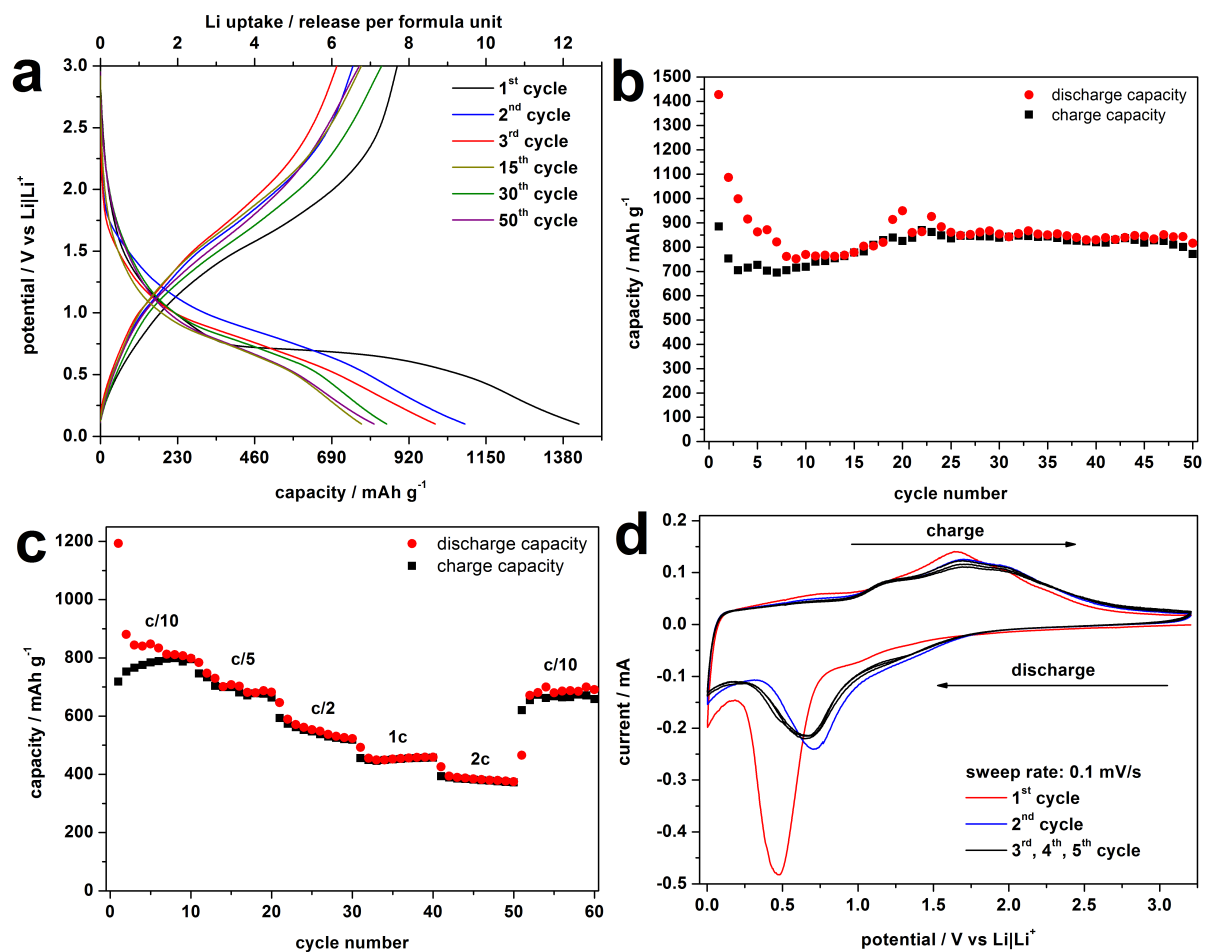 a
Li uptake / release per formula unit
0 2 4 6 8 10 12
3.0
2.5
2.0
1.5
1.0
0.5
0.0
potential / V vs Li|Li⁺
1ˢᵗ cycle
2ⁿᵈ cycle
3ʳᵈ cycle
15ᵗʰ cycle
30ᵗʰ cycle
50ᵗʰ cycle
0 230 460 690 920 1150 1380
capacity / mAh g⁻¹
b
1500
1400
1300
1200
1100
1000
900
800
700
600
500
400
300
200
100
0
capacity / mAh g⁻¹
discharge capacity
charge capacity
0 5 10 15 20 25 30 35 40 45 50
cycle number
c
1200
1000
800
600
400
200
0
capacity / mAh g⁻¹
discharge capacity
charge capacity
c/10
c/5
c/2
1c
2c
c/10
0 10 20 30 40 50 60
cycle number
d
0.2
0.1
0.0
-0.1
-0.2
-0.3
-0.4
-0.5
current / mA
charge
discharge
sweep rate: 0.1 mV/s
1ˢᵗ cycle
2ⁿᵈ cycle
3ʳᵈ, 4ᵗʰ, 5ᵗʰ cycle
0.0 0.5 1.0 1.5 2.0 2.5 3.0
potential / V vs Li|Li⁺